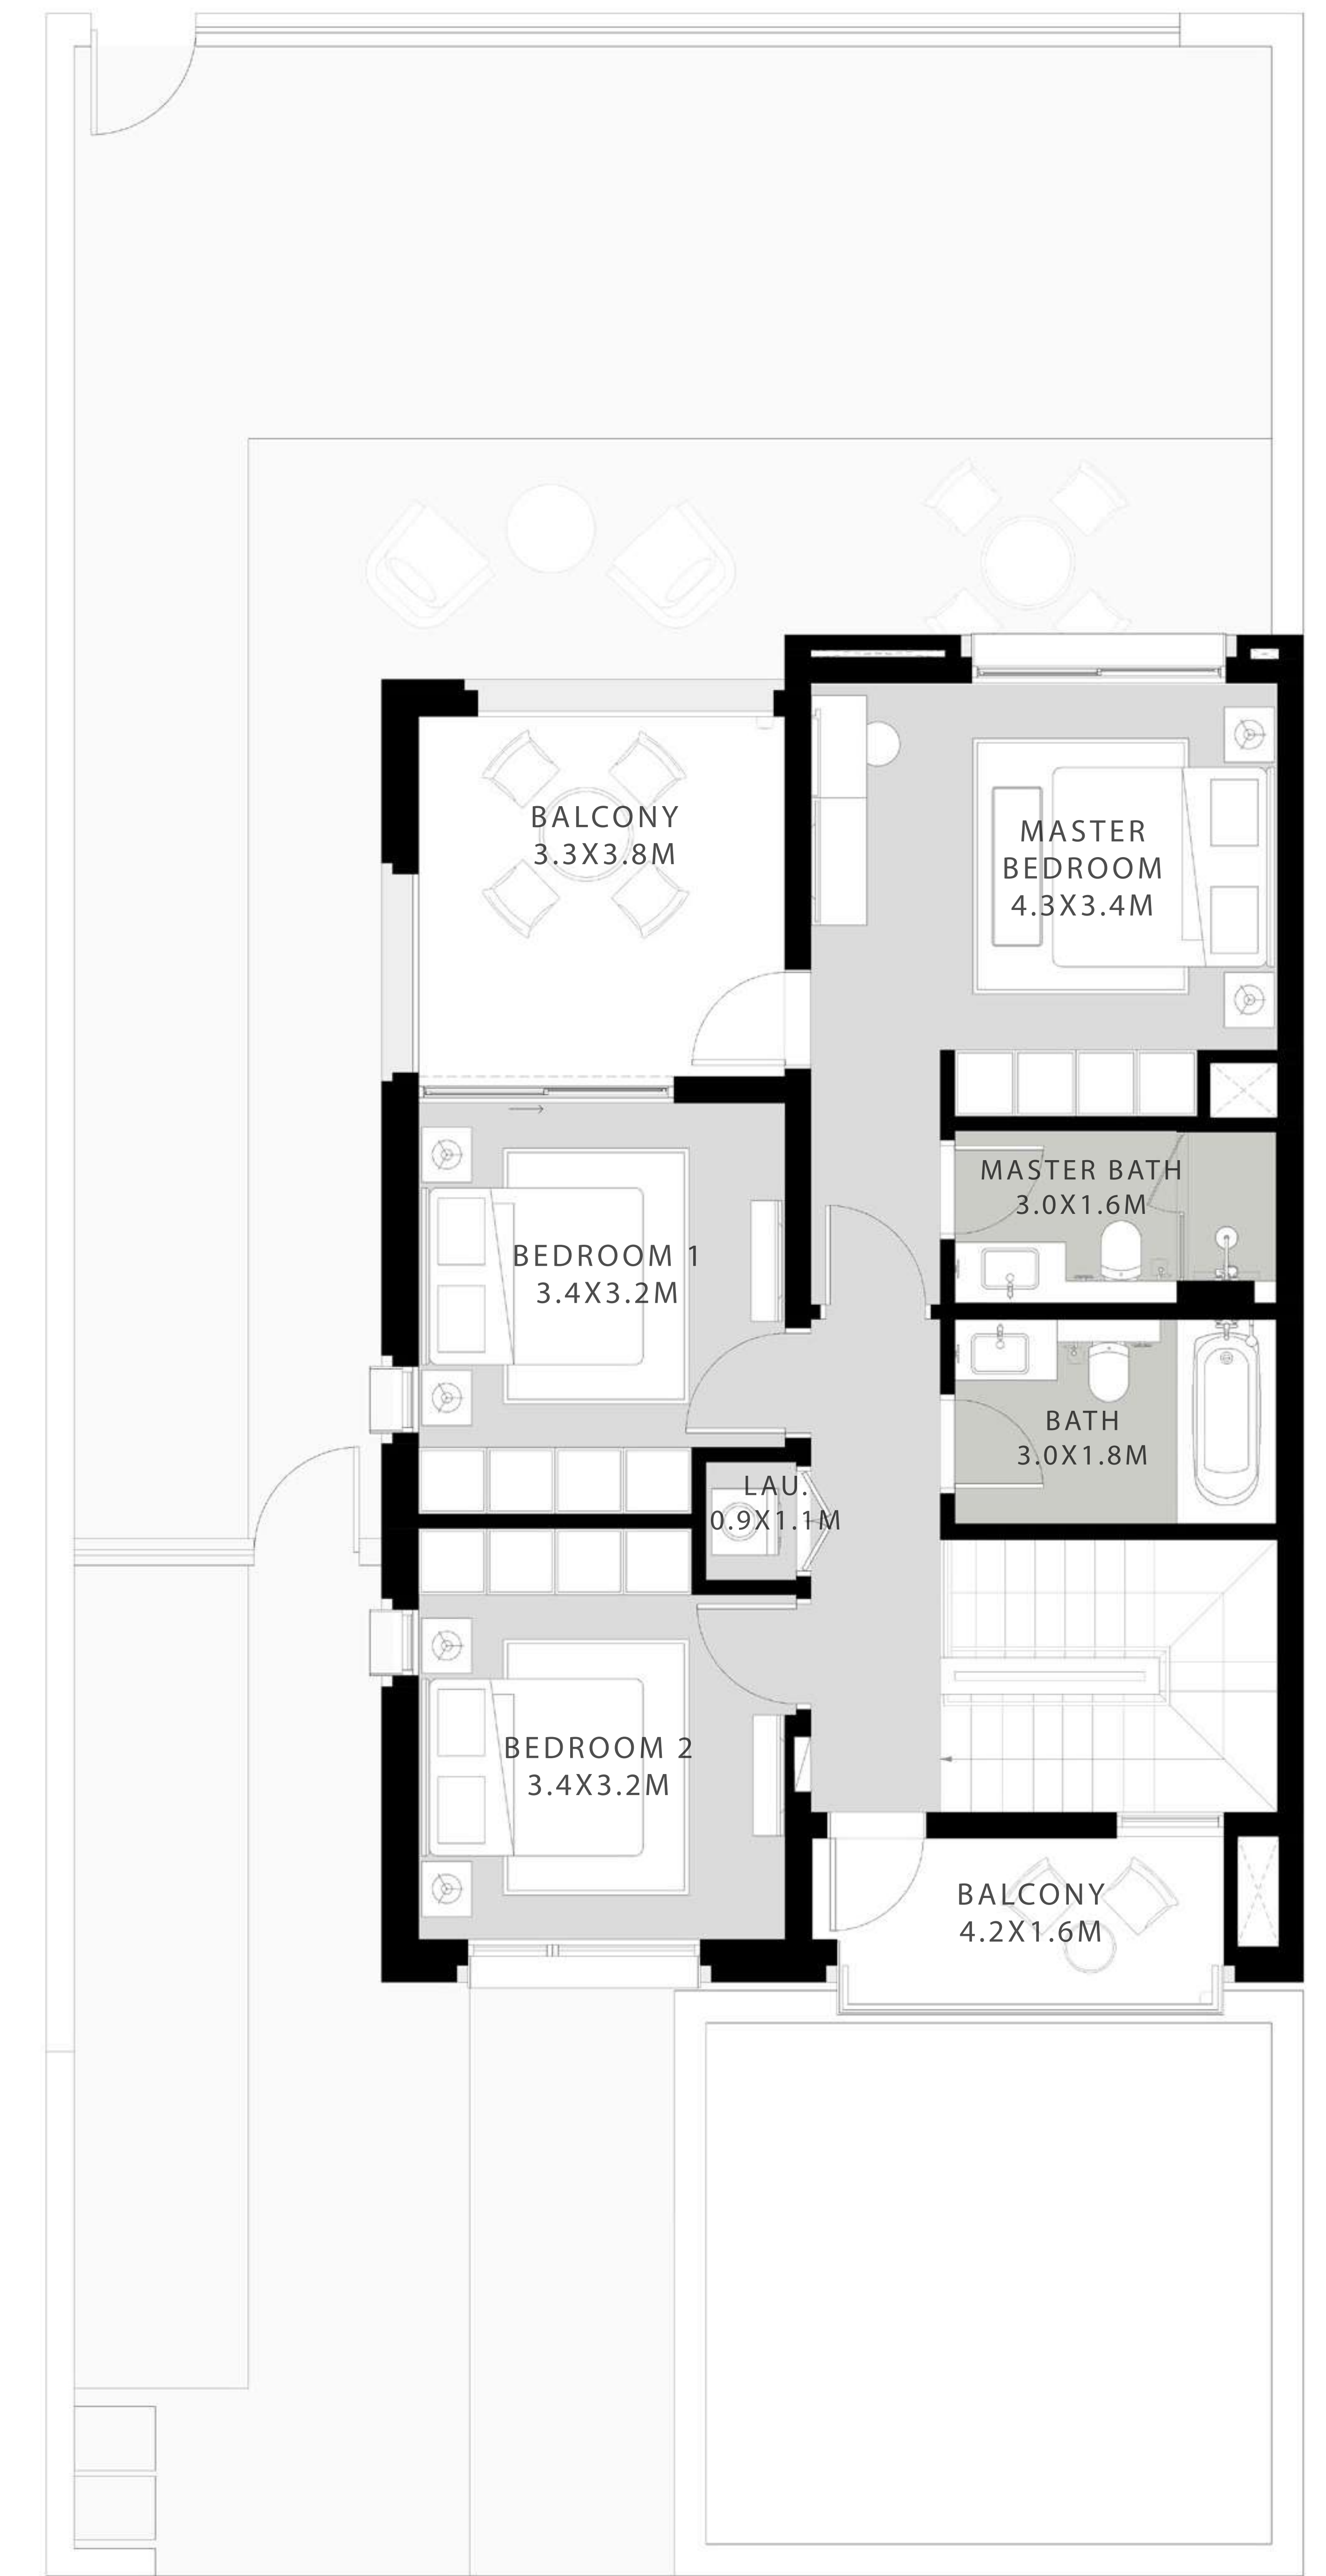 BALCONY
3.3X3.8M
MASTER
BEDROOM
4.3X3.4M
MASTER BATH
3.0X1.6M
BEDROOM 1
3.4X3.2M
BATH
3.0X1.8M
LAU.
0.9X1.1M
BEDROOM 2
3.4X3.2M
BALCONY
4.2X1.6M